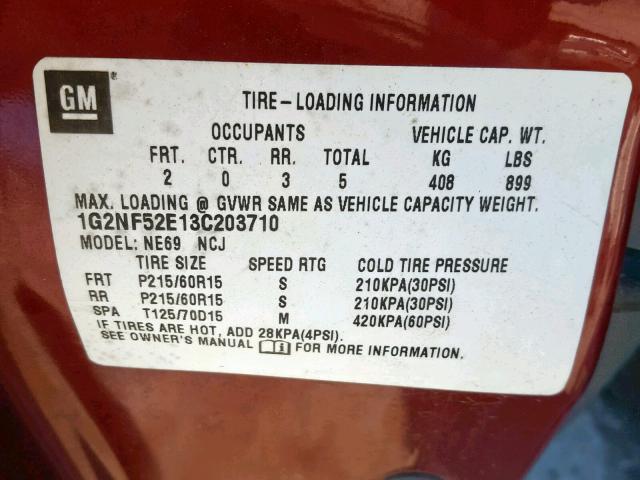 GM
TIRE-LOADING INFORMATION
OCCUPANTS VEHICLE CAP. WT.
FRT. CTR. RR. TOTAL KG LBS
2 0 3 5 408 899
MAX. LOADING @ GVWR SAME AS VEHICLE CAPACITY WEIGHT.
1G2NF52E13C203710
MODEL: NE69 NCJ
TIRE SIZE SPEED RTG COLD TIRE PRESSURE
FRT P215/60R15 S 210KPA(30PSI)
RR P215/60R15 S 210KPA(30PSI)
SPA T125/70D15 M 420KPA(60PSI)
IF TIRES ARE HOT, ADD 28KPA(4PSI).
SEE OWNER'S MANUAL i FOR MORE INFORMATION.